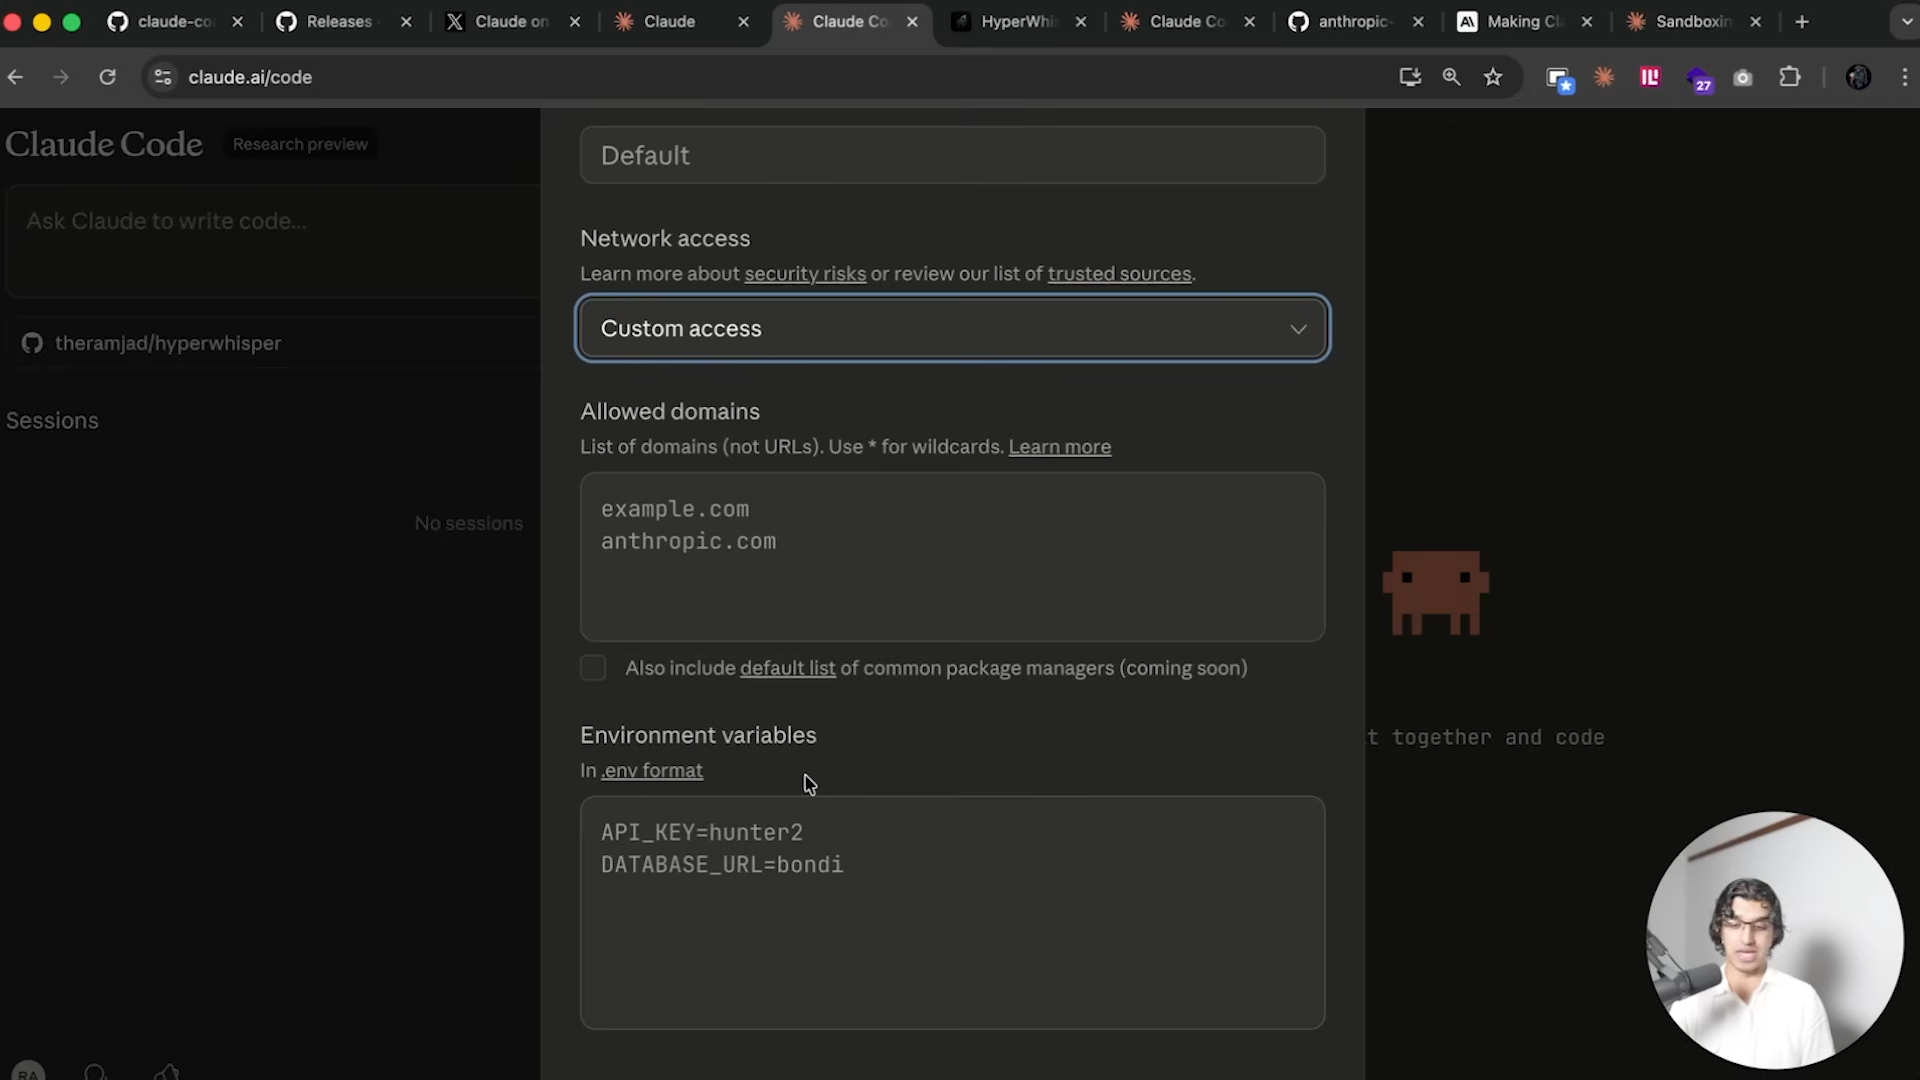 claude-co
Releases
Claude on
Claude
Claude Co
HyperWhis
Claude Co
anthropic-
Making Cl
Sandboxin
claude.ai/code
27
Claude Code
Research preview
Ask Claude to write code...
theramjad/hyperwhisper
Sessions
No sessions
Default
Network access
Learn more about security risks or review our list of trusted sources.
Custom access
Allowed domains
List of domains (not URLs). Use * for wildcards. Learn more
example.com
anthropic.com
Also include default list of common package managers (coming soon)
Environment variables
In .env format
API_KEY=hunter2
DATABASE_URL=bondi
t together and code
RA